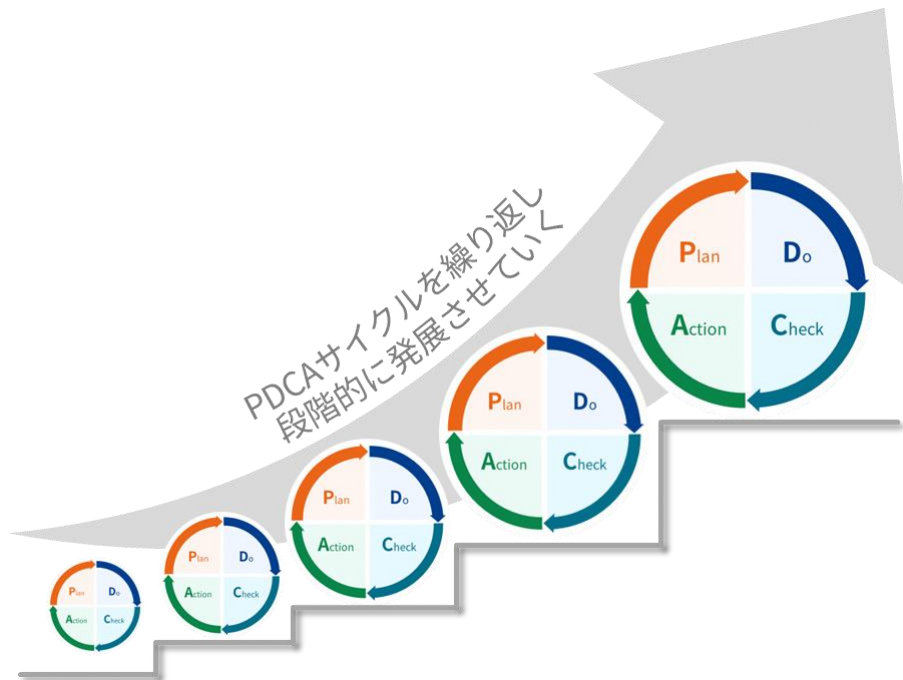 PDCAサイクルを繰り返し
段階的に発展させていく
Plan
Do
Action
Check
Plan
Do
Action
Check
Plan
Do
Action
Check
Plan
Do
Action
Check
Plan
Do
Action
Check